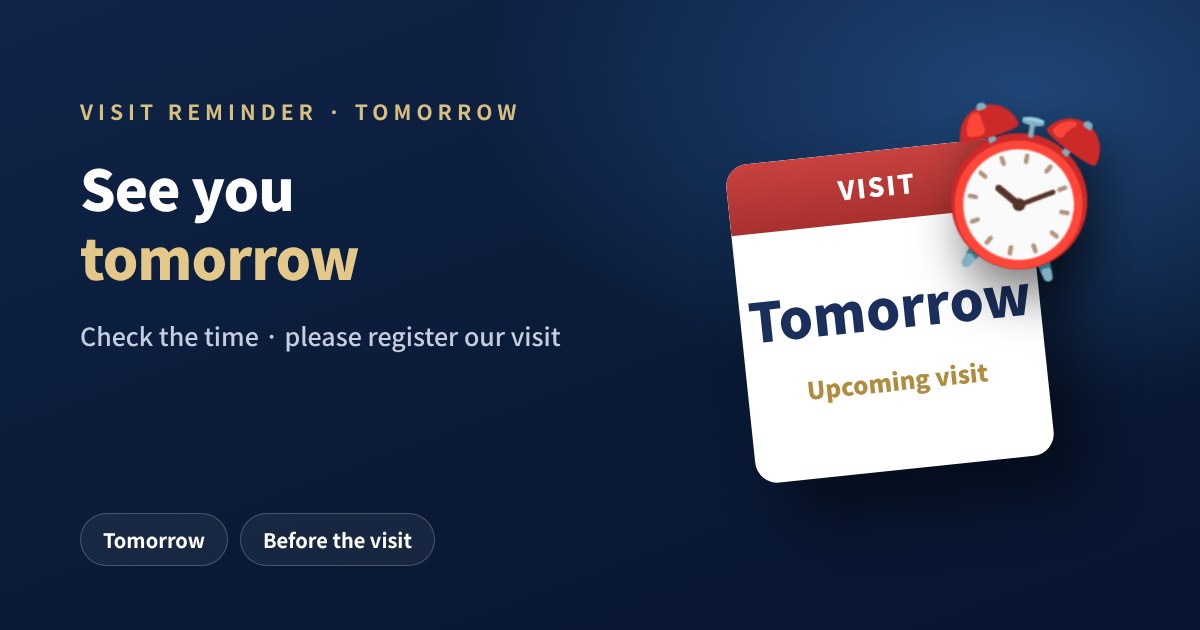 VISIT REMINDER · TOMORROW
See you
tomorrow
Check the time · please register our visit
Tomorrow
Before the visit
VISIT
Tomorrow
Upcoming visit